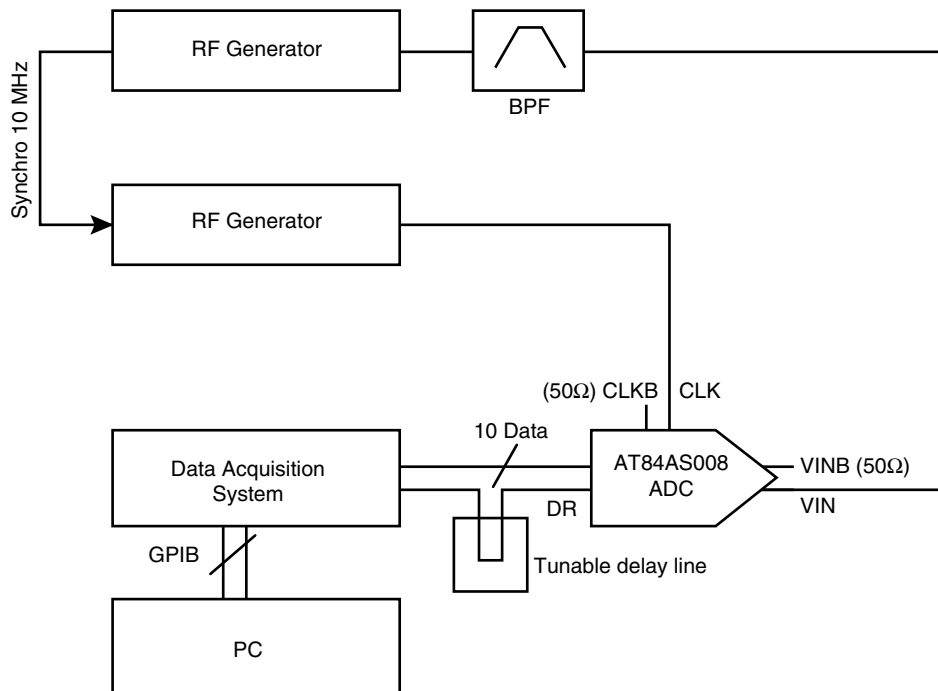 RF Generator
BPF
Synchro 10 MHz
RF Generator
(50Ω) CLKB
CLK
10 Data
Data Acquisition
System
AT84AS008
ADC
VINB (50Ω)
VIN
DR
GPIB
Tunable delay line
PC